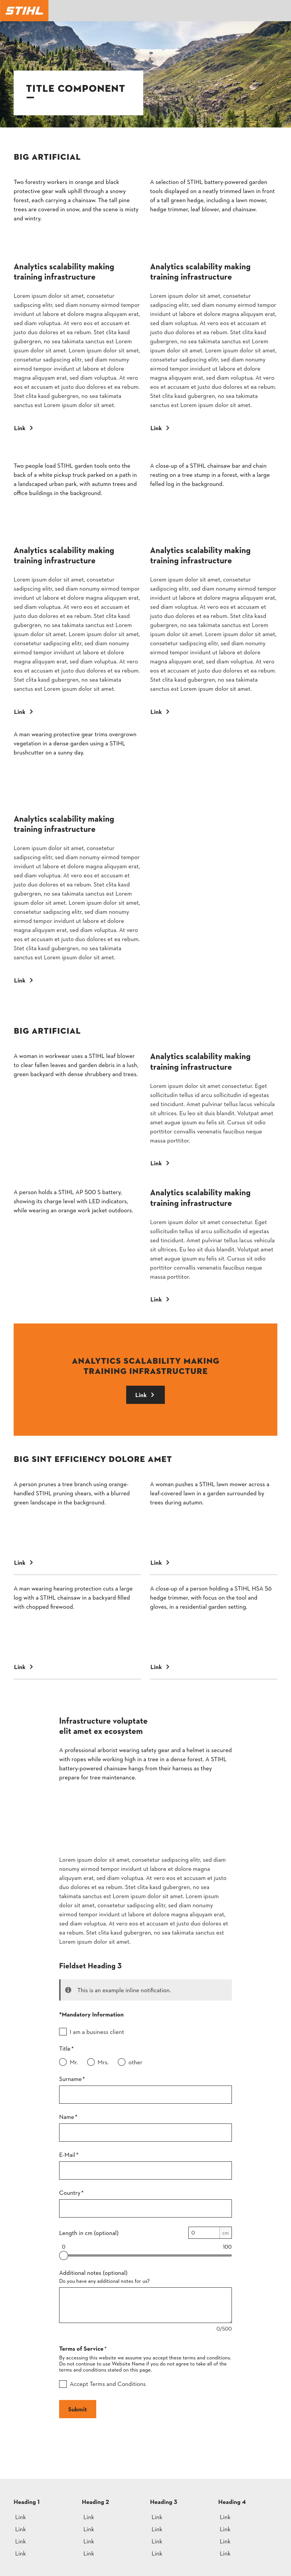 STIHL
TITLE COMPONENT
BIG ARTIFICIAL
Two forestry workers in orange and black
protective gear walk uphill through a snowy
forest, each carrying a chainsaw. The tall pine
trees are covered in snow, and the scene is misty
and wintry.
A selection of STIHL battery-powered garden
tools displayed on a neatly trimmed lawn in front
of a tall green hedge, including a lawn mower,
hedge trimmer, leaf blower, and chainsaw.
Analytics scalability making
training infrastructure
Lorem ipsum dolor sit amet, consetetur
sadipscing elitr, sed diam nonumy eirmod tempor
invidunt ut labore et dolore magna aliquyam erat,
sed diam voluptua. At vero eos et accusam et
justo duo dolores et ea rebum. Stet clita kasd
gubergren, no sea takimata sanctus est Lorem
ipsum dolor sit amet. Lorem ipsum dolor sit amet,
consetetur sadipscing elitr, sed diam nonumy
eirmod tempor invidunt ut labore et dolore
magna aliquyam erat, sed diam voluptua. At vero
eos et accusam et justo duo dolores et ea rebum.
Stet clita kasd gubergren, no sea takimata
sanctus est Lorem ipsum dolor sit amet.
Link
Analytics scalability making
training infrastructure
Lorem ipsum dolor sit amet, consetetur
sadipscing elitr, sed diam nonumy eirmod tempor
invidunt ut labore et dolore magna aliquyam erat,
sed diam voluptua. At vero eos et accusam et
justo duo dolores et ea rebum. Stet clita kasd
gubergren, no sea takimata sanctus est Lorem
ipsum dolor sit amet. Lorem ipsum dolor sit amet,
consetetur sadipscing elitr, sed diam nonumy
eirmod tempor invidunt ut labore et dolore
magna aliquyam erat, sed diam voluptua. At vero
eos et accusam et justo duo dolores et ea rebum.
Stet clita kasd gubergren, no sea takimata
sanctus est Lorem ipsum dolor sit amet.
Link
Two people load STIHL garden tools onto the
back of a white pickup truck parked on a path in
a landscaped urban park, with autumn trees and
office buildings in the background.
A close-up of a STIHL chainsaw bar and chain
resting on a tree stump in a forest, with a large
felled log in the background.
Analytics scalability making
training infrastructure
Lorem ipsum dolor sit amet, consetetur
sadipscing elitr, sed diam nonumy eirmod tempor
invidunt ut labore et dolore magna aliquyam erat,
sed diam voluptua. At vero eos et accusam et
justo duo dolores et ea rebum. Stet clita kasd
gubergren, no sea takimata sanctus est Lorem
ipsum dolor sit amet. Lorem ipsum dolor sit amet,
consetetur sadipscing elitr, sed diam nonumy
eirmod tempor invidunt ut labore et dolore
magna aliquyam erat, sed diam voluptua. At vero
eos et accusam et justo duo dolores et ea rebum.
Stet clita kasd gubergren, no sea takimata
sanctus est Lorem ipsum dolor sit amet.
Link
Analytics scalability making
training infrastructure
Lorem ipsum dolor sit amet, consetetur
sadipscing elitr, sed diam nonumy eirmod tempor
invidunt ut labore et dolore magna aliquyam erat,
sed diam voluptua. At vero eos et accusam et
justo duo dolores et ea rebum. Stet clita kasd
gubergren, no sea takimata sanctus est Lorem
ipsum dolor sit amet. Lorem ipsum dolor sit amet,
consetetur sadipscing elitr, sed diam nonumy
eirmod tempor invidunt ut labore et dolore
magna aliquyam erat, sed diam voluptua. At vero
eos et accusam et justo duo dolores et ea rebum.
Stet clita kasd gubergren, no sea takimata
sanctus est Lorem ipsum dolor sit amet.
Link
A man wearing protective gear trims overgrown
vegetation in a dense garden using a STIHL
brushcutter on a sunny day.
Analytics scalability making
training infrastructure
Lorem ipsum dolor sit amet, consetetur
sadipscing elitr, sed diam nonumy eirmod tempor
invidunt ut labore et dolore magna aliquyam erat,
sed diam voluptua. At vero eos et accusam et
justo duo dolores et ea rebum. Stet clita kasd
gubergren, no sea takimata sanctus est Lorem
ipsum dolor sit amet. Lorem ipsum dolor sit amet,
consetetur sadipscing elitr, sed diam nonumy
eirmod tempor invidunt ut labore et dolore
magna aliquyam erat, sed diam voluptua. At vero
eos et accusam et justo duo dolores et ea rebum.
Stet clita kasd gubergren, no sea takimata
sanctus est Lorem ipsum dolor sit amet.
Link
BIG ARTIFICIAL
A woman in workwear uses a STIHL leaf blower
to clear fallen leaves and garden debris in a lush,
green backyard with dense shrubbery and trees.
Analytics scalability making
training infrastructure
Lorem ipsum dolor sit amet consectetur. Eget
sollicitudin tellus id arcu sollicitudin id egestas
sed tincidunt. Amet pulvinar tellus lacus vehicula
sit ultrices. Eu leo sit duis blandit. Volutpat amet
amet augue ipsum eu felis sit. Cursus sit odio
porttitor convallis venenatis faucibus neque
massa porttitor.
Link
A person holds a STIHL AP 500 S battery,
showing its charge level with LED indicators,
while wearing an orange work jacket outdoors.
Analytics scalability making
training infrastructure
Lorem ipsum dolor sit amet consectetur. Eget
sollicitudin tellus id arcu sollicitudin id egestas
sed tincidunt. Amet pulvinar tellus lacus vehicula
sit ultrices. Eu leo sit duis blandit. Volutpat amet
amet augue ipsum eu felis sit. Cursus sit odio
porttitor convallis venenatis faucibus neque
massa porttitor.
Link
ANALYTICS SCALABILITY MAKING
TRAINING INFRASTRUCTURE
Link
BIG SINT EFFICIENCY DOLORE AMET
A person prunes a tree branch using orange-
handled STIHL pruning shears, with a blurred
green landscape in the background.
Link
A woman pushes a STIHL lawn mower across a
leaf-covered lawn in a garden surrounded by
trees during autumn.
Link
A man wearing hearing protection cuts a large
log with a STIHL chainsaw in a backyard filled
with chopped firewood.
Link
A close-up of a person holding a STIHL HSA 56
hedge trimmer, with focus on the tool and
gloves, in a residential garden setting.
Link
Infrastructure voluptate
elit amet ex ecosystem
A professional arborist wearing safety gear and a helmet is secured
with ropes while working high in a tree in a dense forest. A STIHL
battery-powered chainsaw hangs from their harness as they
prepare for tree maintenance.
Lorem ipsum dolor sit amet, consetetur sadipscing elitr, sed diam
nonumy eirmod tempor invidunt ut labore et dolore magna
aliquyam erat, sed diam voluptua. At vero eos et accusam et justo
duo dolores et ea rebum. Stet clita kasd gubergren, no sea
takimata sanctus est Lorem ipsum dolor sit amet. Lorem ipsum
dolor sit amet, consetetur sadipscing elitr, sed diam nonumy
eirmod tempor invidunt ut labore et dolore magna aliquyam erat,
sed diam voluptua. At vero eos et accusam et justo duo dolores et
ea rebum. Stet clita kasd gubergren, no sea takimata sanctus est
Lorem ipsum dolor sit amet.
Fieldset Heading 3
This is an example inline notification.
*Mandatory Information
I am a business client
Title*
Mr. Mrs. other
Surname*
Name*
E-Mail*
Country*
Length in cm (optional)
0 cm
0 100
Additional notes (optional)
Do you have any additional notes for us?
0/500
Terms of Service*
By accessing this website we assume you accept these terms and conditions.
Do not continue to use Website Name if you do not agree to take all of the
terms and conditions stated on this page.
Accept Terms and Conditions
Submit
Heading 1
Link
Link
Link
Link
Heading 2
Link
Link
Link
Link
Heading 3
Link
Link
Link
Link
Heading 4
Link
Link
Link
Link